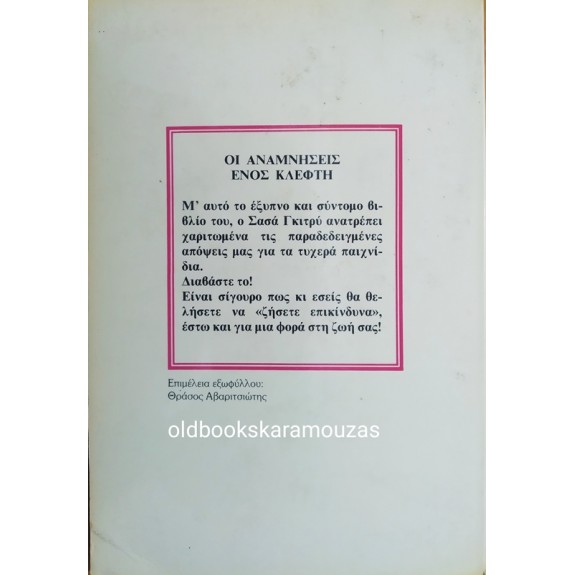 ΟΙ ΑΝΑΜΝΗΣΕΙΣ
ΕΝΟΣ ΚΛΕΦΤΗ
Μ' αυτό το έξυπνο και σύντομο βι-
βλίο του, ο Σασά Γκιτρύ ανατρέπει
χαριτωμένα τις παραδεδειγμένες
απόψεις μας για τα τυχερά παιχνί-
δια.
Διαβάστε το!
Είναι σίγουρο πως κι εσείς θα θε-
λήσετε να «ζήσετε επικίνδυνα»,
έστω και για μια φορά στη ζωή σας!
Επιμέλεια εξωφύλλου:
Θράσος Αβαριτσιώτης
oldbookskaramouzas